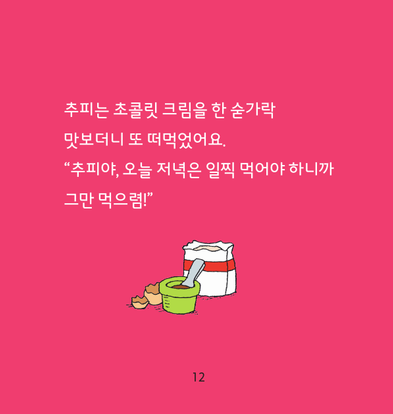 추피는 초콜릿 크림을 한 숟가락
맛보더니 또 떠먹었어요.
“추피야, 오늘 저녁은 일찍 먹어야 하니까
그만 먹으렴!”
12